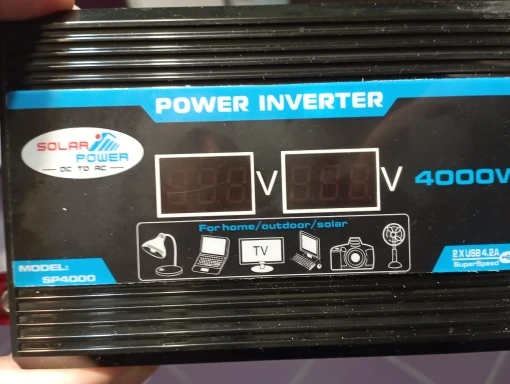 POWER INVERTER
SOLAR
POWER
DC TO AC
V
V
4000W
For home/outdoor/solar
TV
MODEL:
SP4000
2 X USB 4.2A
SuperSpeed